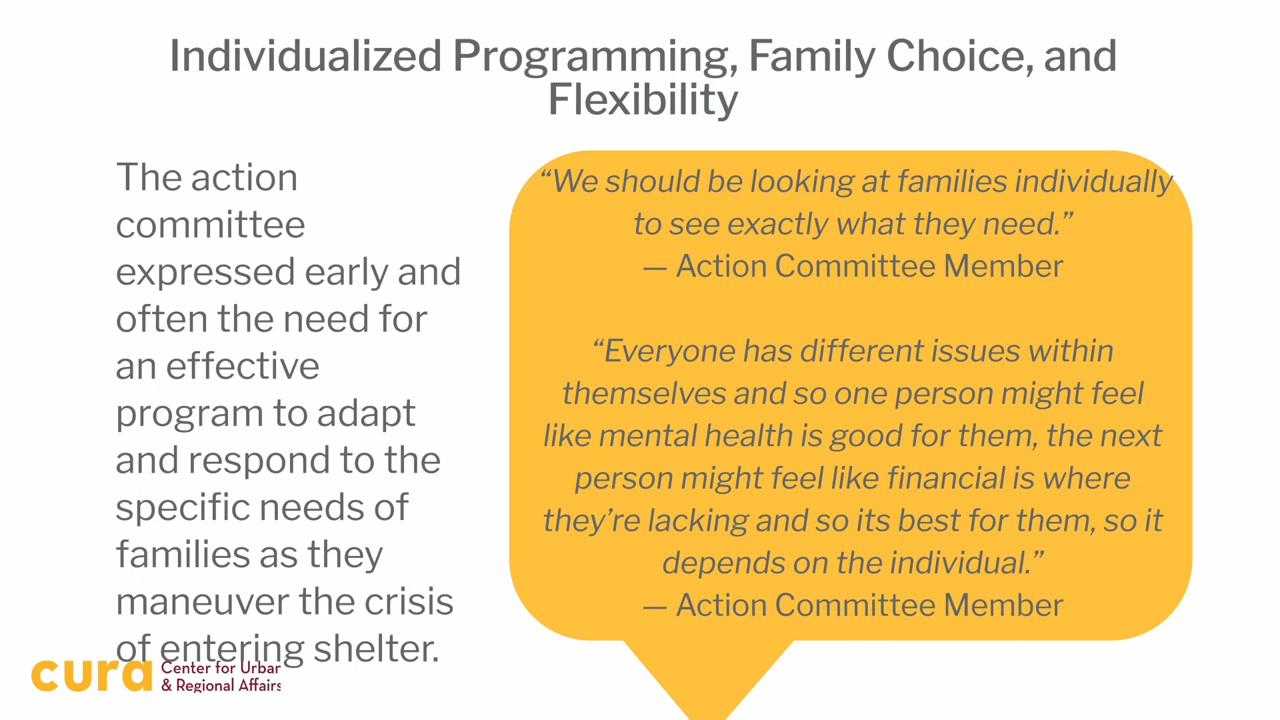 Individualized Programming, Family Choice, and
Flexibility
The action
committee
expressed early and
often the need for
an effective
program to adapt
and respond to the
specific needs of
families as they
maneuver the crisis
of entering shelter.
“We should be looking at families individually
to see exactly what they need.”
— Action Committee Member
“Everyone has different issues within
themselves and so one person might feel
like mental health is good for them, the next
person might feel like financial is where
they’re lacking and so its best for them, so it
depends on the individual.”
— Action Committee Member
cura
Center for Urban
& Regional Affairs